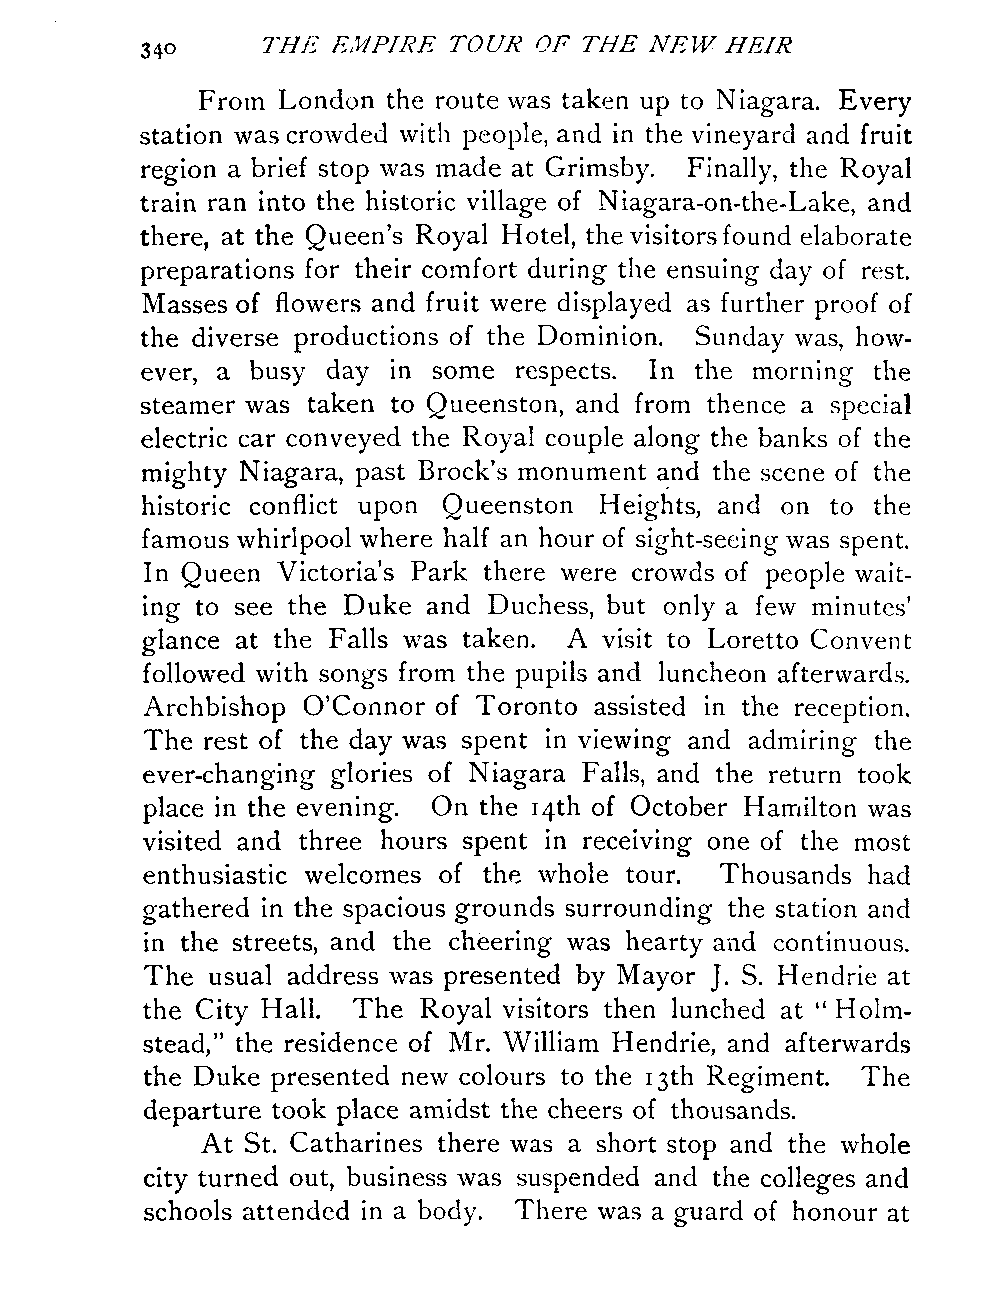 340 THE EMPIRE TOUR OF THE NEW HEIR
From London the route was taken up to Niagara. Every
station was crowded with people, and in the vineyard and fruit
region a brief stop was made at Grimsby. Finally, the Royal
train ran into the historic village of Niagara-on-the-Lake, and
there, at the Queen's Royal Hotel, the visitors found elaborate
preparations for their comfort during the ensuing day of rest.
Masses of flowers and fruit were displayed as further proof of
the diverse productions of the Dominion. Sunday was, how-
ever, a busy day in some respects. In the morning the
steamer was taken to Queenston, and from thence a special
electric car conveyed the Royal couple along the banks of the
mighty Niagara, past Brock's monument and the scene of the
historic conflict upon Queenston Heights, and on to the
famous whirlpool where half an hour of sight-seeing was spent.
In Queen Victoria's Park there were crowds of people wait-
ing to see the Duke and Duchess, but only a few minutes'
glance at the Falls was taken. A visit to Loretto Convent
followed with songs from the pupils and luncheon afterwards.
Archbishop O'Connor of Toronto assisted in the reception.
The rest of the day was spent in viewing and admiring the
ever-changing glories of Niagara Falls, and the return took
place in the evening. On the 14th of October Hamilton was
visited and three hours spent in receiving one of the most
enthusiastic welcomes of the whole tour. Thousands had
gathered in the spacious grounds surrounding the station and
in the streets, and the cheering was hearty and continuous.
The usual address was presented by Mayor J. S. Hendrie at
the City Hall. The Royal visitors then lunched at "Holm-
stead," the residence of Mr. William Hendrie, and afterwards
the Duke presented new colours to the 13th Regiment. The
departure took place amidst the cheers of thousands.
At St. Catharines there was a short stop and the whole
city turned out, business was suspended and the colleges and
schools attended in a body. There was a guard of honour at